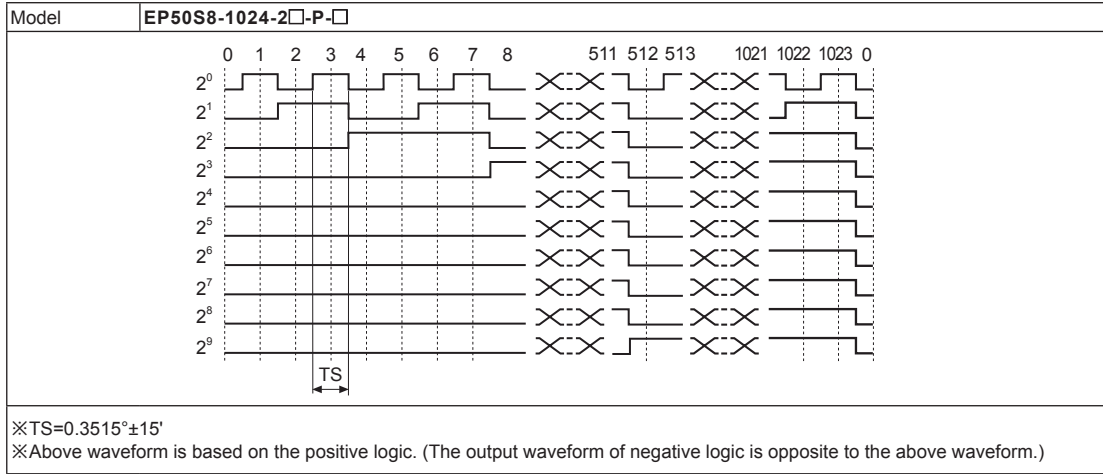 Model EP50S8-1024-2□-P-□
0 1 2 3 4 5 6 7 8 511 512 513 1021 1022 1023 0
2⁰
2¹
2²
2³
2⁴
2⁵
2⁶
2⁷
2⁸
2⁹
TS
※TS=0.3515°±15'
※Above waveform is based on the positive logic. (The output waveform of negative logic is opposite to the above waveform.)